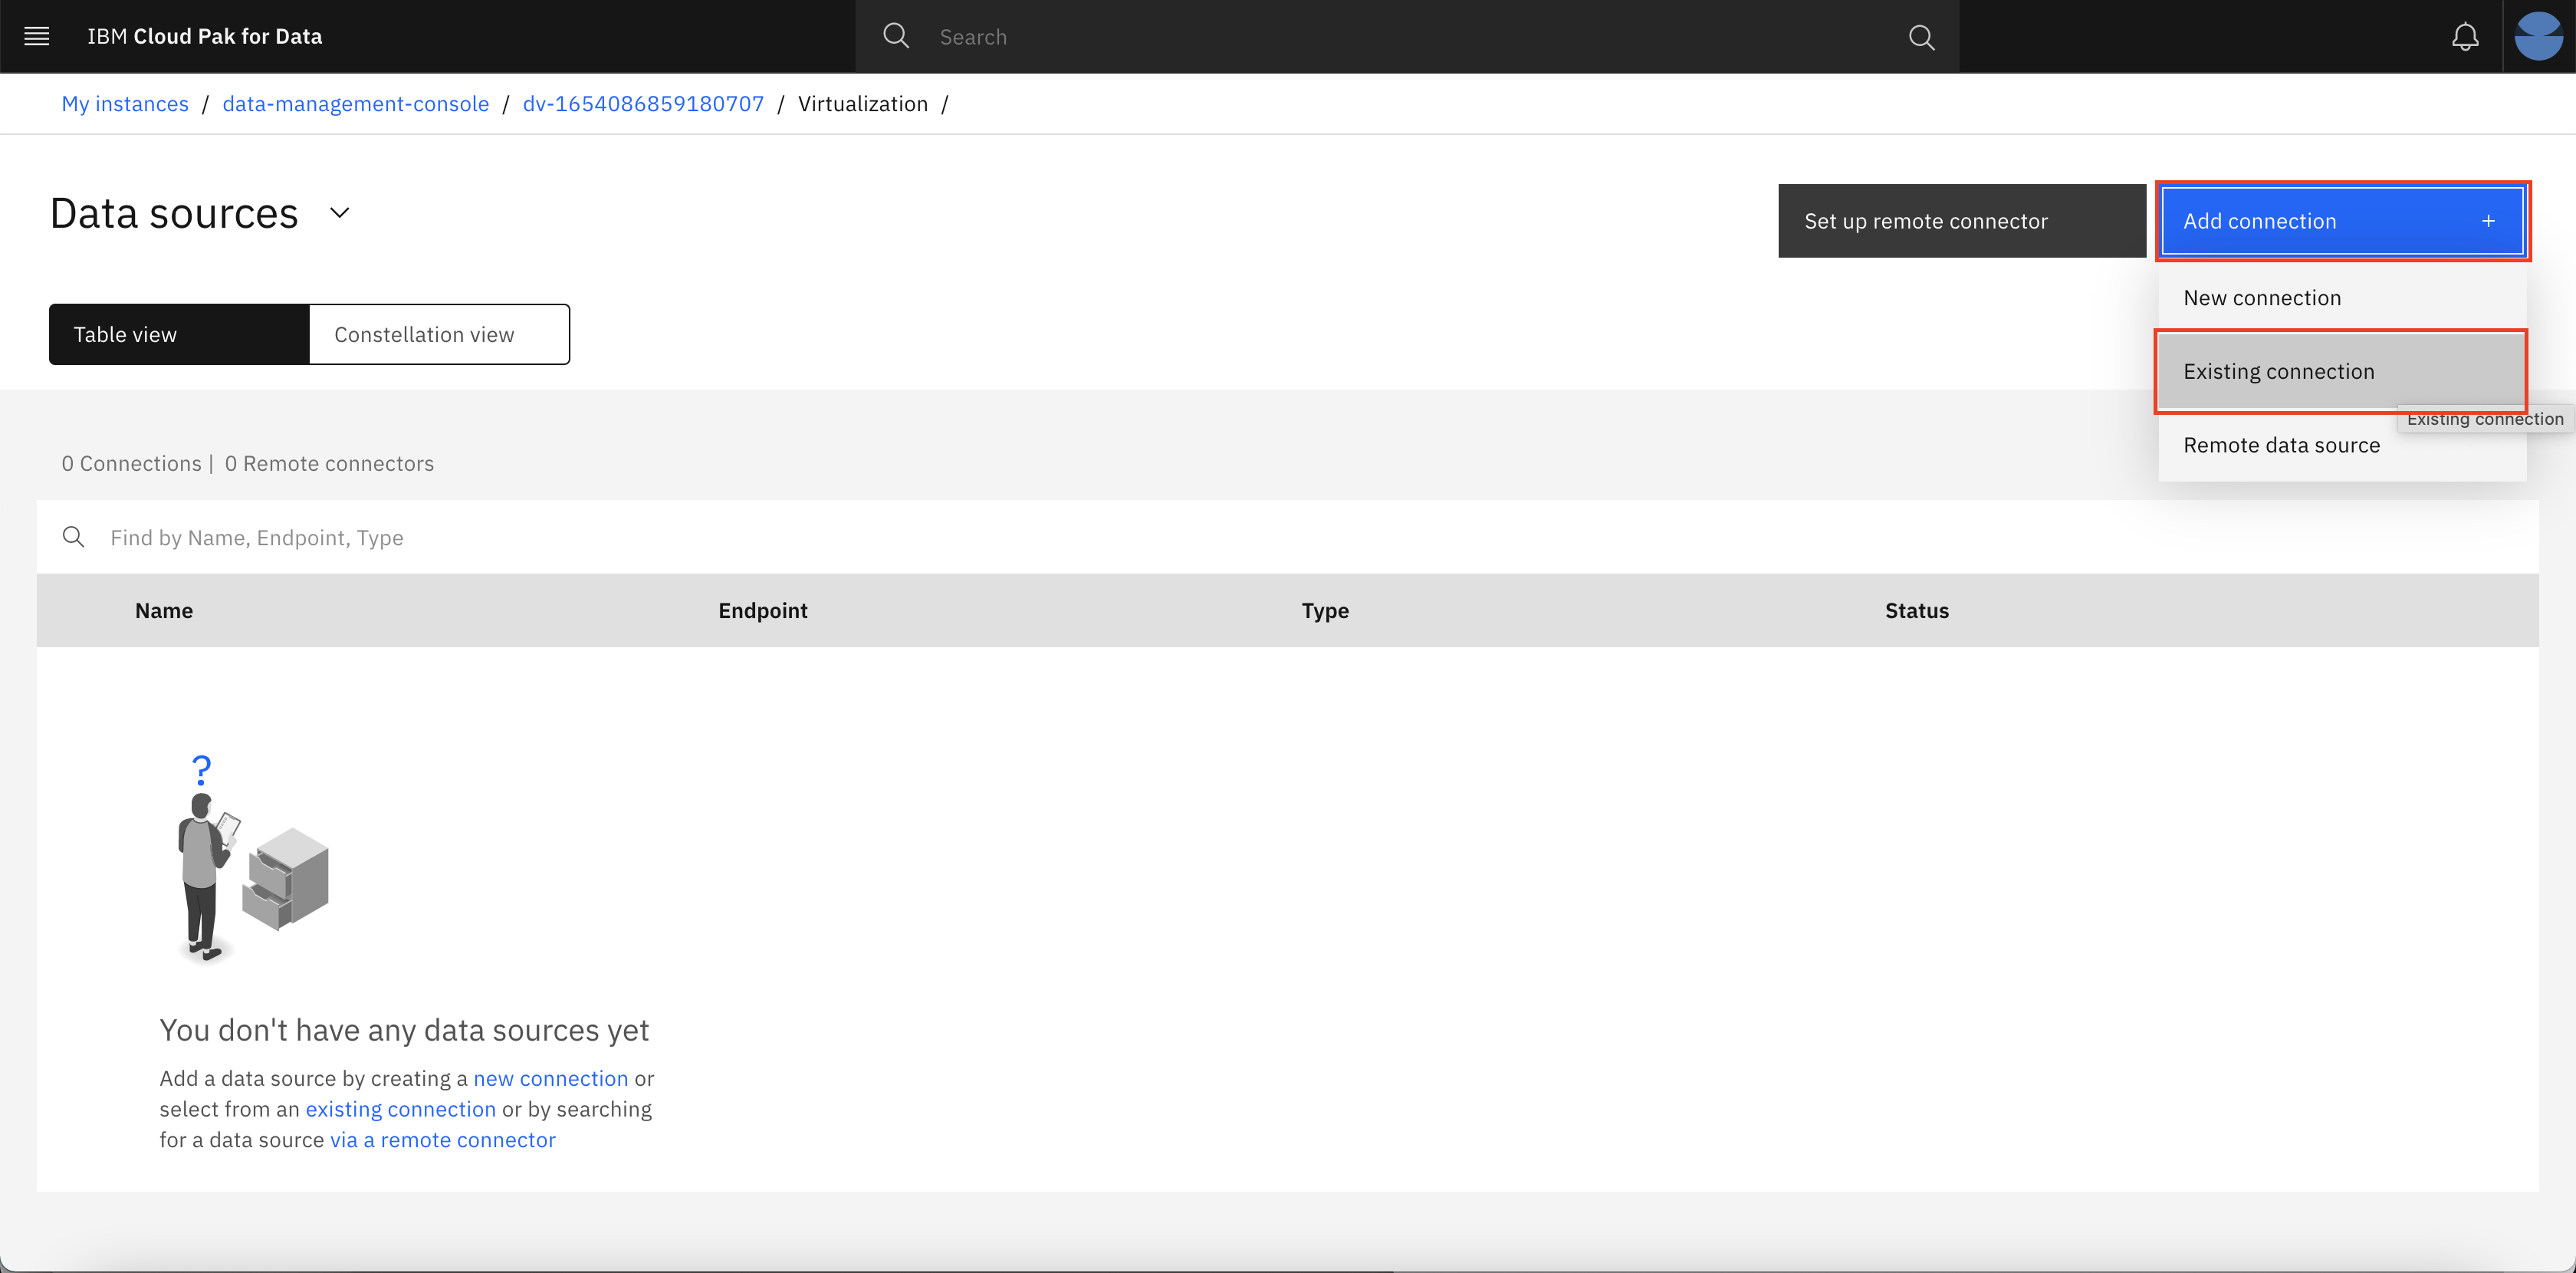 IBM Cloud Pak for Data
Search
My instances / data-management-console / dv-1654086859180707 / Virtualization /
Data sources
Set up remote connector
Add connection +
New connection
Existing connection
Existing connection
Remote data source
Table view
Constellation view
0 Connections | 0 Remote connectors
Find by Name, Endpoint, Type
Name Endpoint Type Status
?
You don't have any data sources yet
Add a data source by creating a new connection or
select from an existing connection or by searching
for a data source via a remote connector